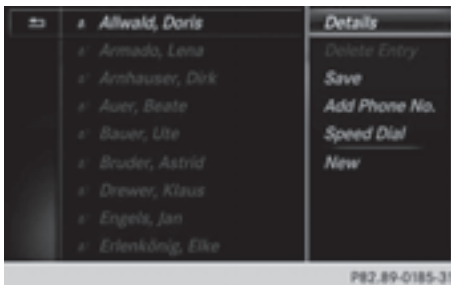 Allwald, Doris
Armado, Lena
Arnhauser, Dirk
Auer, Beate
Bauer, Ute
Bruder, Astrid
Drewer, Klaus
Engels, Jan
Erlenkönig, Elke
Details
Delete Entry
Save
Add Phone No.
Speed Dial
New
P82.89-0185-31